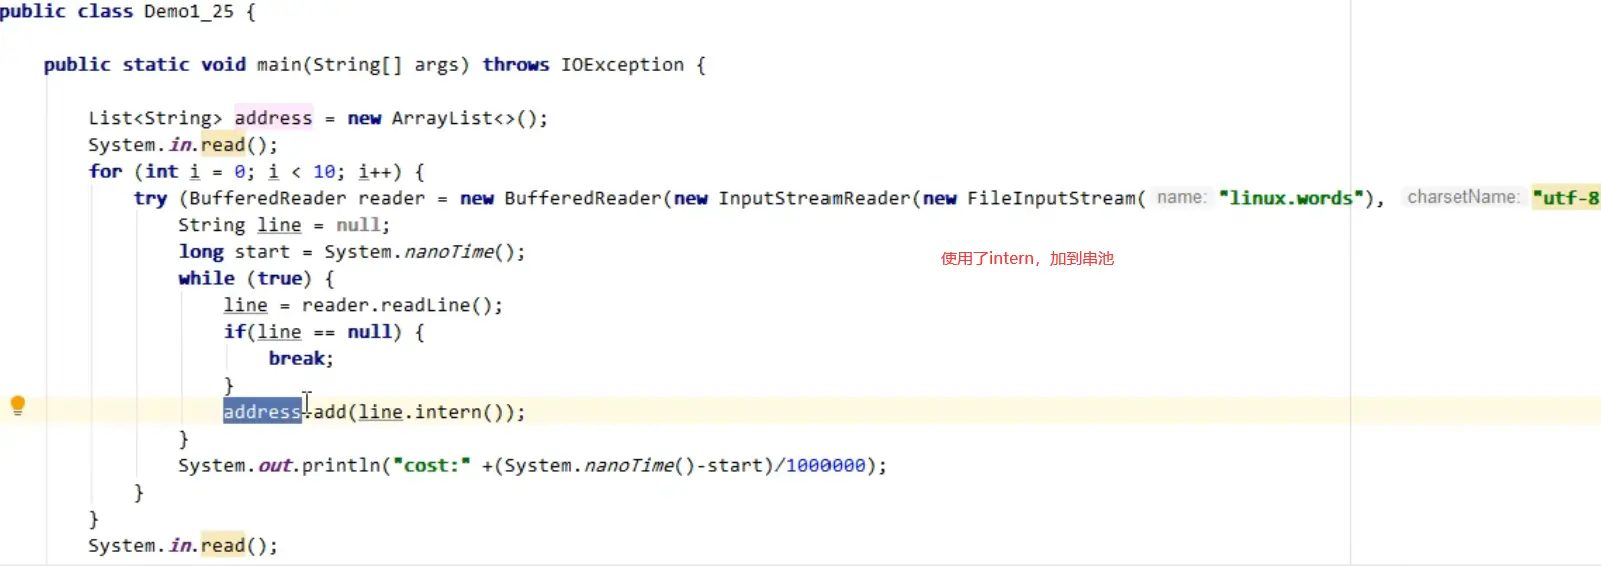 public class Demo1_25 {
public static void main(String[] args) throws IOException {
List<String> address = new ArrayList<>();
System.in.read();
for (int i = 0; i < 10; i++) {
try (BufferedReader reader = new BufferedReader(new InputStreamReader(new FileInputStream( name: "linux.words"), charsetName: "utf-8
String line = null;
long start = System.nanoTime();
使用了intern，加到串池
while (true) {
line = reader.readLine();
if(line == null) {
break;
}
address.add(line.intern());
}
System.out.println("cost:" +(System.nanoTime()-start)/1000000);
}
}
System.in.read();